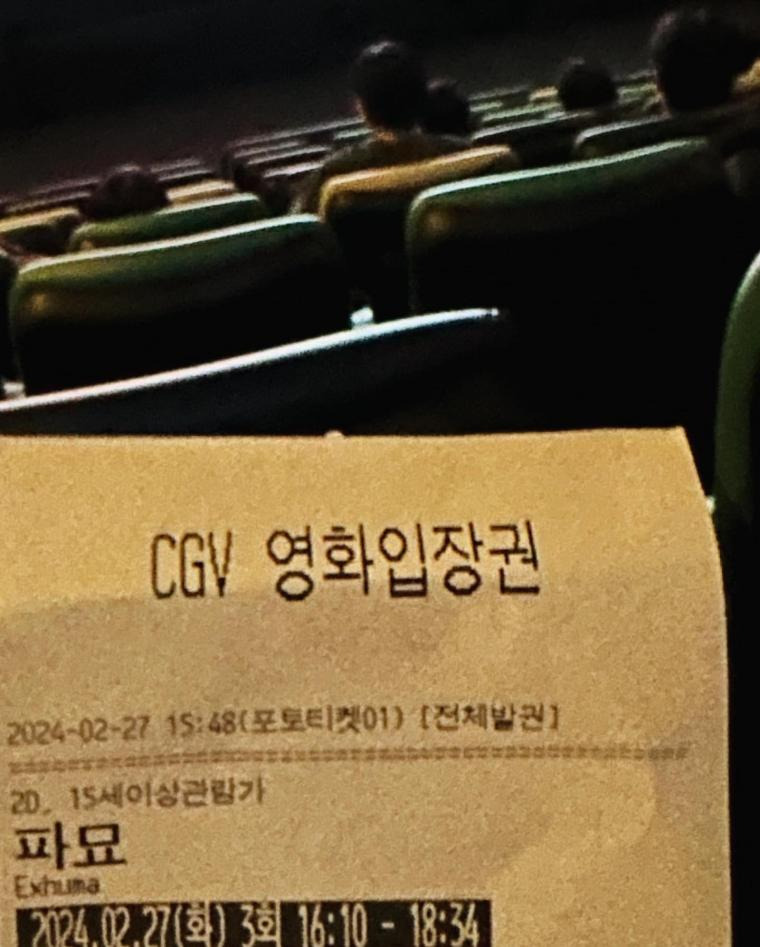 CGV 영화입장권
2024-02-27 15:48(포토티켓01) [전체발권]
2D, 15세이상관람가
파묘
Exhuma
2024.02.27(화) 3회 16:10 - 18:34